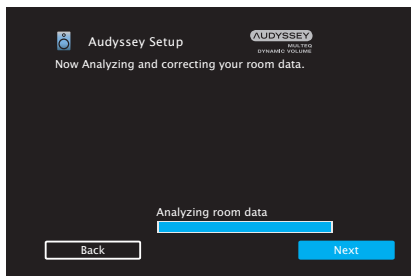 Audyssey Setup
AUDYSSEY
MULTEQ
DYNAMIC VOLUME
Now Analyzing and correcting your room data.
Analyzing room data
Back
Next